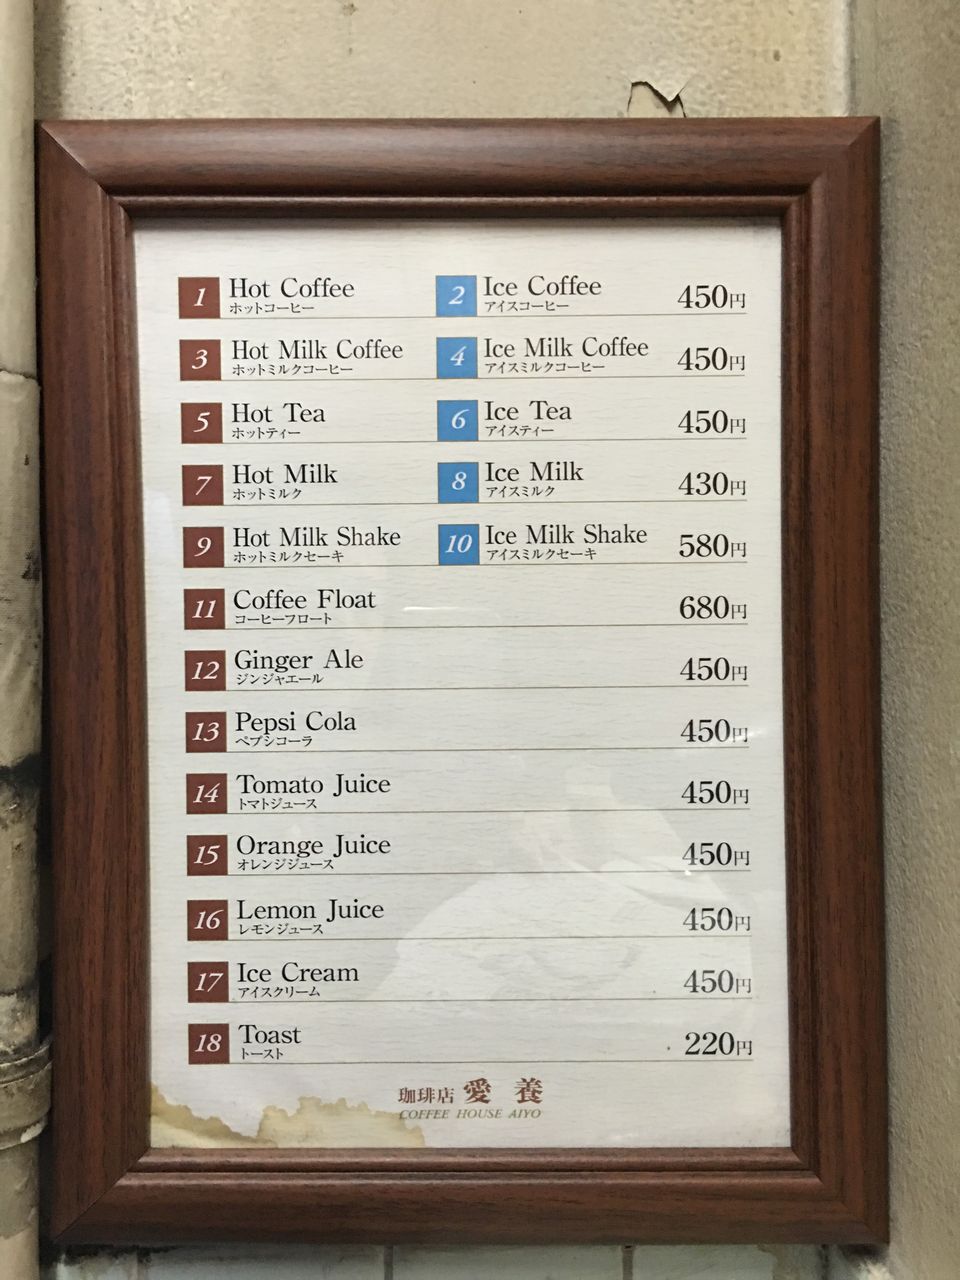 1 Hot Coffee 2 Ice Coffee 450円
ホットコーヒー アイスコーヒー
3 Hot Milk Coffee 4 Ice Milk Coffee 450円
ホットミルクコーヒー アイスミルクコーヒー
5 Hot Tea 6 Ice Tea 450円
ホットティー アイスティー
7 Hot Milk 8 Ice Milk 430円
ホットミルク アイスミルク
9 Hot Milk Shake 10 Ice Milk Shake 580円
ホットミルクセーキ アイスミルクセーキ
11 Coffee Float 680円
コーヒーフロート
12 Ginger Ale 450円
ジンジャエール
13 Pepsi Cola 450円
ペプシコーラ
14 Tomato Juice 450円
トマトジュース
15 Orange Juice 450円
オレンジジュース
16 Lemon Juice 450円
レモンジュース
17 Ice Cream 450円
アイスクリーム
18 Toast 220円
トースト
珈琲店 愛養
COFFEE HOUSE AIYO